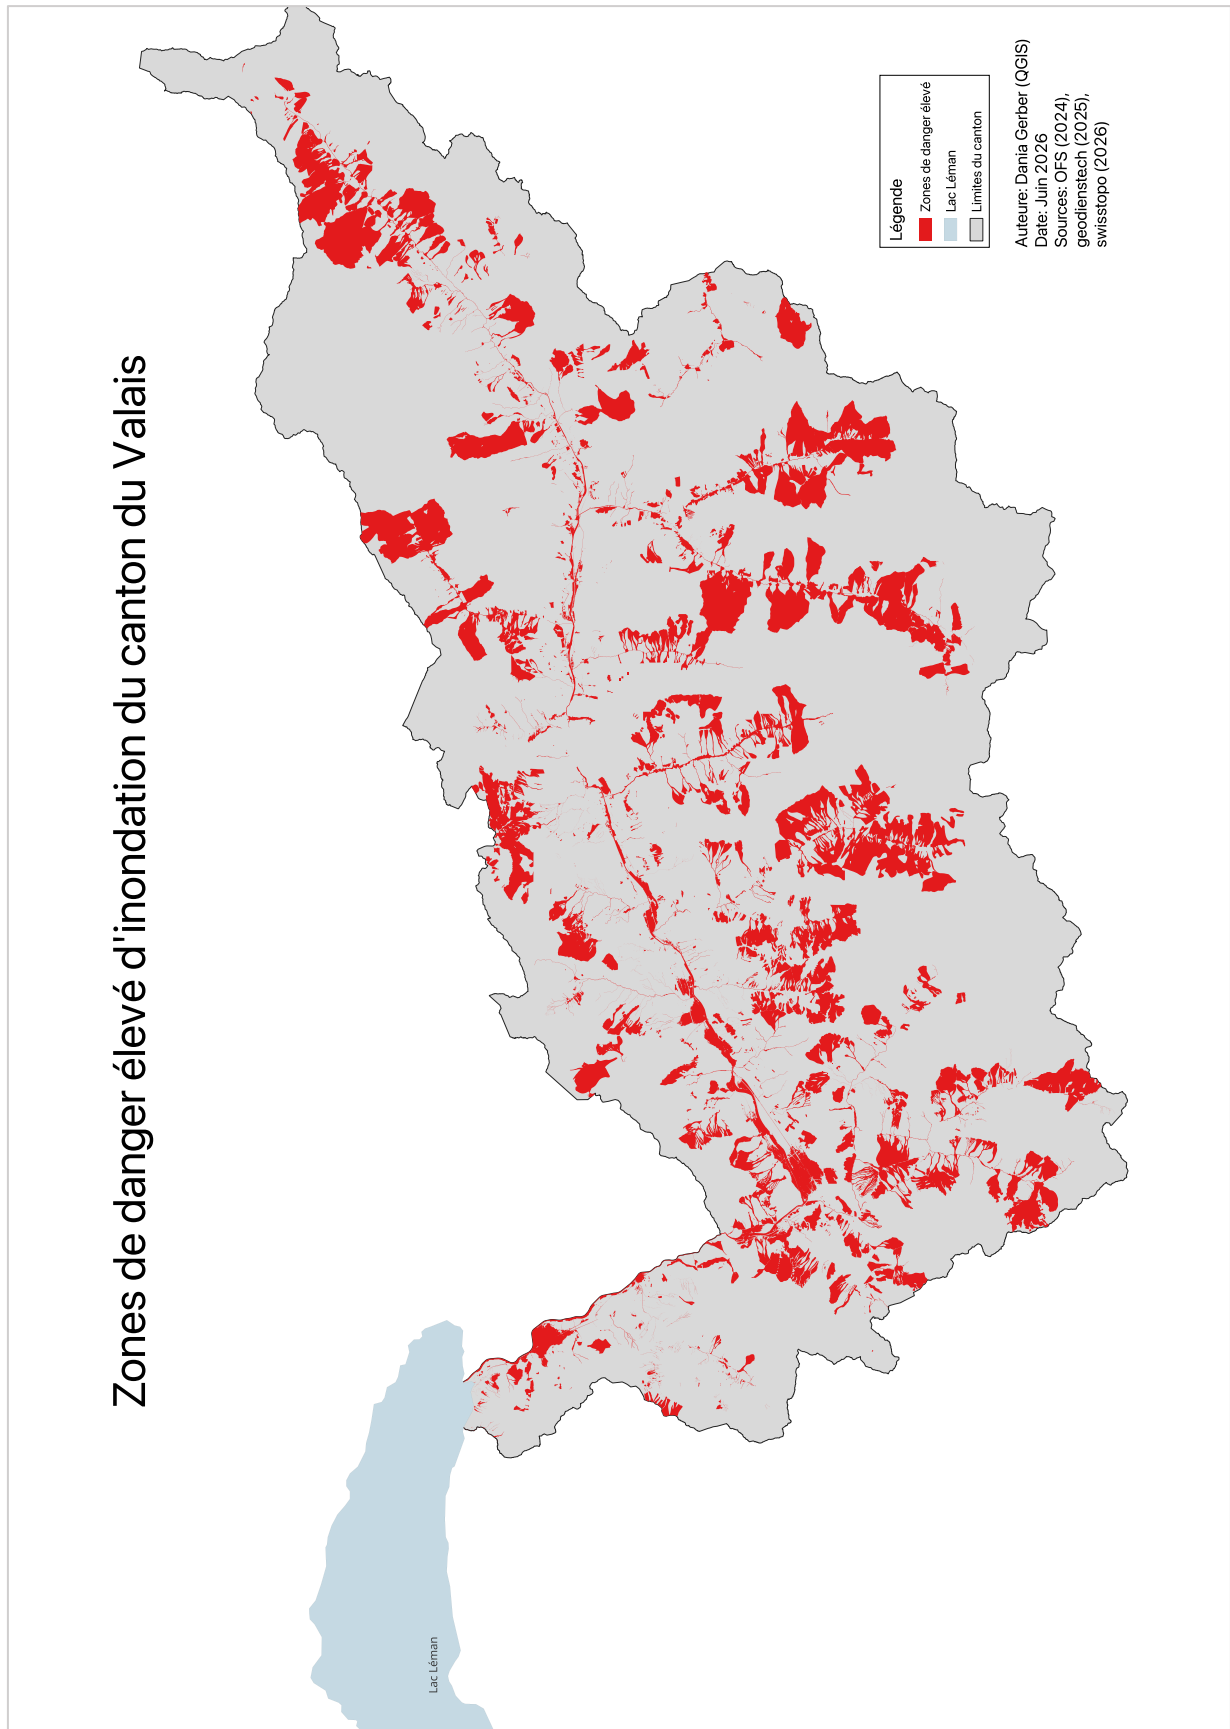 Zones de danger élevé d'inondation du canton du Valais
Légende
Zones de danger élevé
Lac Léman
Limites du canton
Auteure: Dania Gerber (QGIS)
Date: Juin 2026
Sources: OFS (2024),
geodienstech (2025),
swisstopo (2026)
Lac Léman